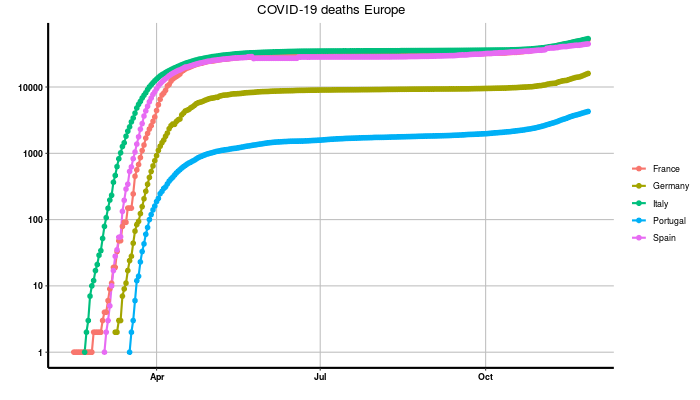 COVID-19 deaths Europe
10000
1000
100
10
1
Apr
Jul
Oct
France
Germany
Italy
Portugal
Spain